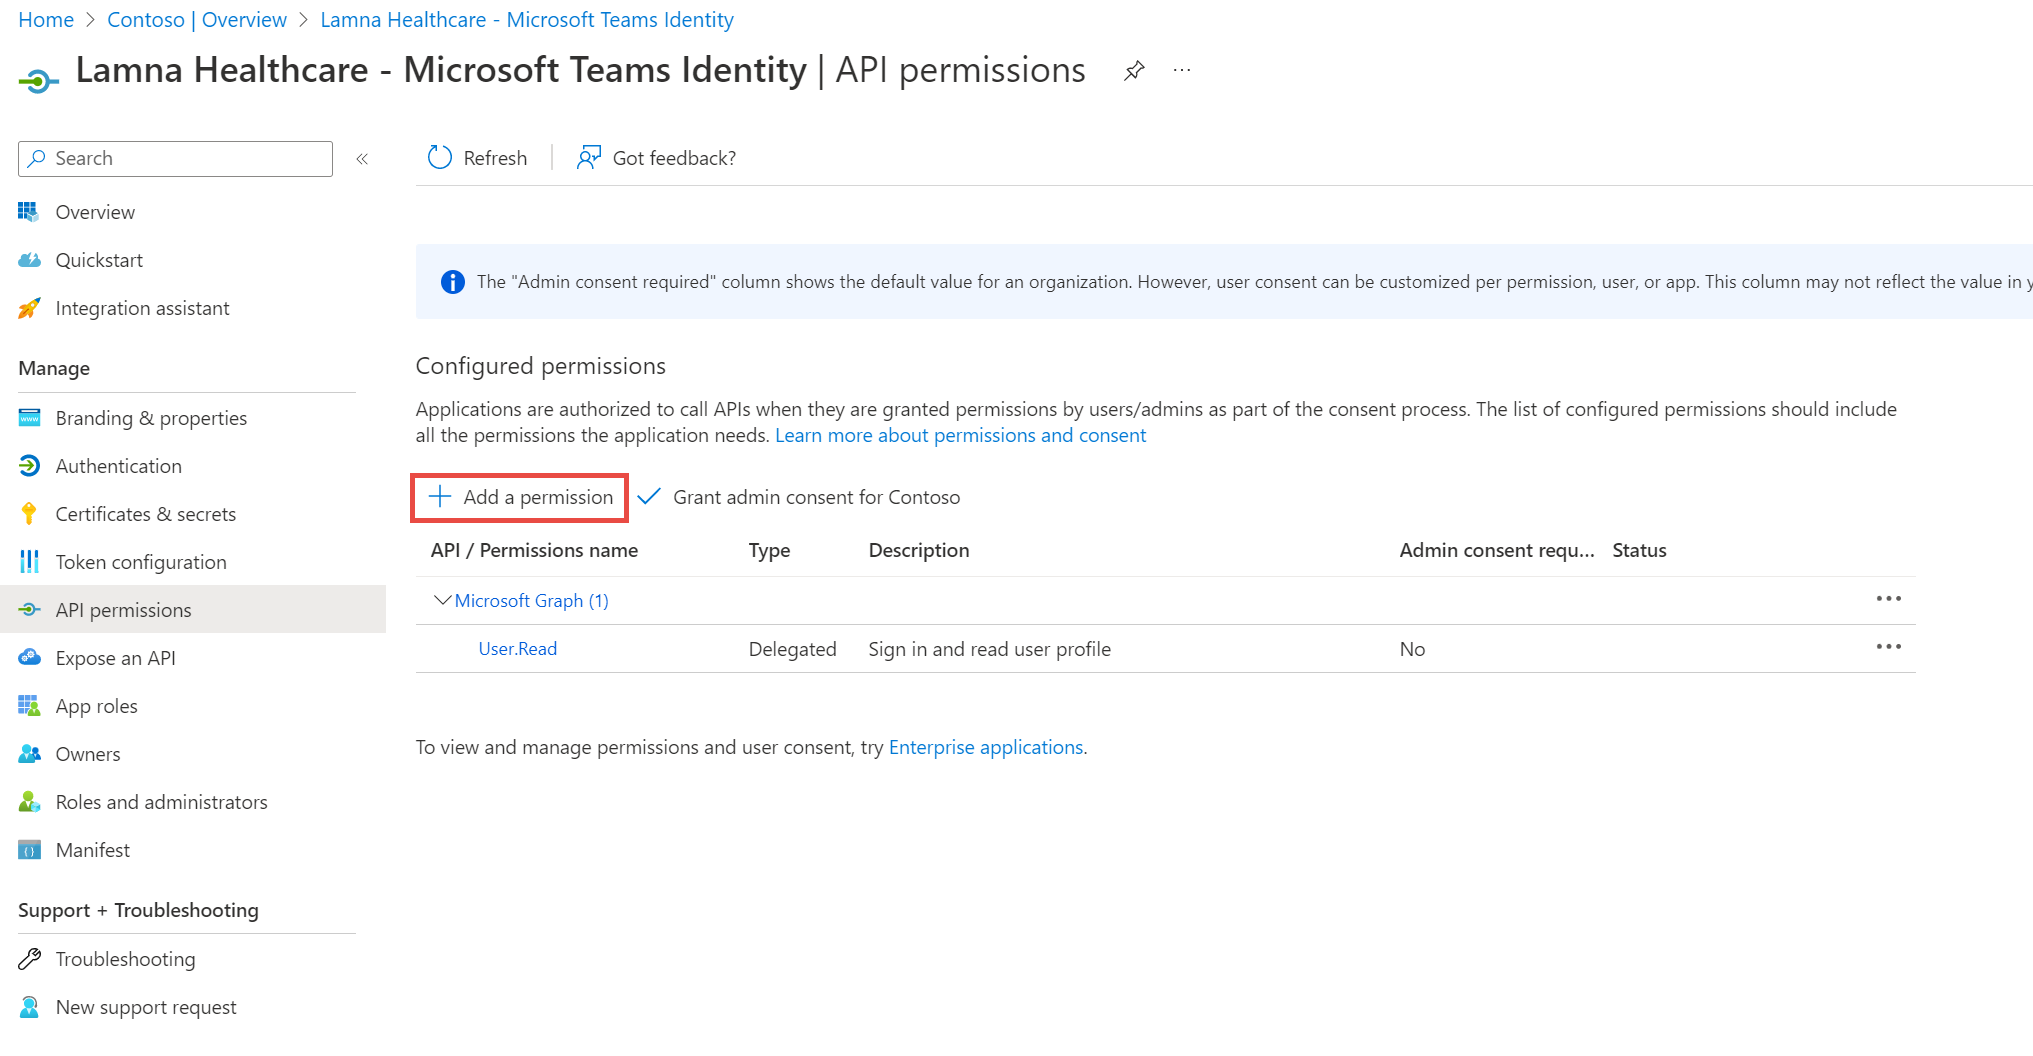 Home > Contoso | Overview > Lamna Healthcare - Microsoft Teams Identity
Lamna Healthcare - Microsoft Teams Identity | API permissions
Search
Overview
Quickstart
Integration assistant
Manage
Branding & properties
Authentication
Certificates & secrets
Token configuration
API permissions
Expose an API
App roles
Owners
Roles and administrators
Manifest
Support + Troubleshooting
Troubleshooting
New support request
Refresh
Got feedback?
The "Admin consent required" column shows the default value for an organization. However, user consent can be customized per permission, user, or app. This column may not reflect the value in
Configured permissions
Applications are authorized to call APIs when they are granted permissions by users/admins as part of the consent process. The list of configured permissions should include
all the permissions the application needs. Learn more about permissions and consent
Add a permission
Grant admin consent for Contoso
API / Permissions name Type Description Admin consent requ... Status
Microsoft Graph (1)
User.Read Delegated Sign in and read user profile No
To view and manage permissions and user consent, try Enterprise applications.